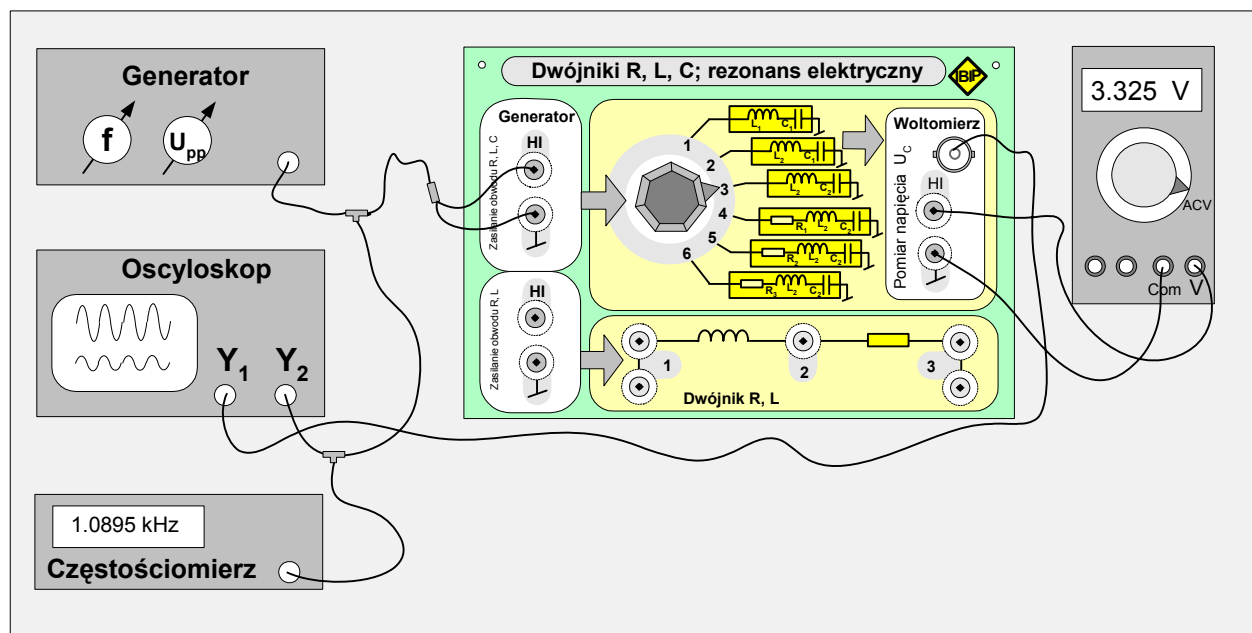 Generator
f
Upp
Oscyloskop
Y1
Y2
1.0895 kHz
Częstościomierz
Dwójniki R, L, C; rezonans elektryczny
IBIP
Generator
Zasilanie obwodu R, L, C
HI
Zasilanie obwodu R, L
HI
1
L1 C1
2
L2 C1
3
L2 C2
4
R1 L2 C2
5
R2 L2 C2
6
R3 L2 C2
Woltomierz
Pomiar napięcia UC
HI
1
2
3
Dwójnik R, L
3.325 V
ACV
Com V